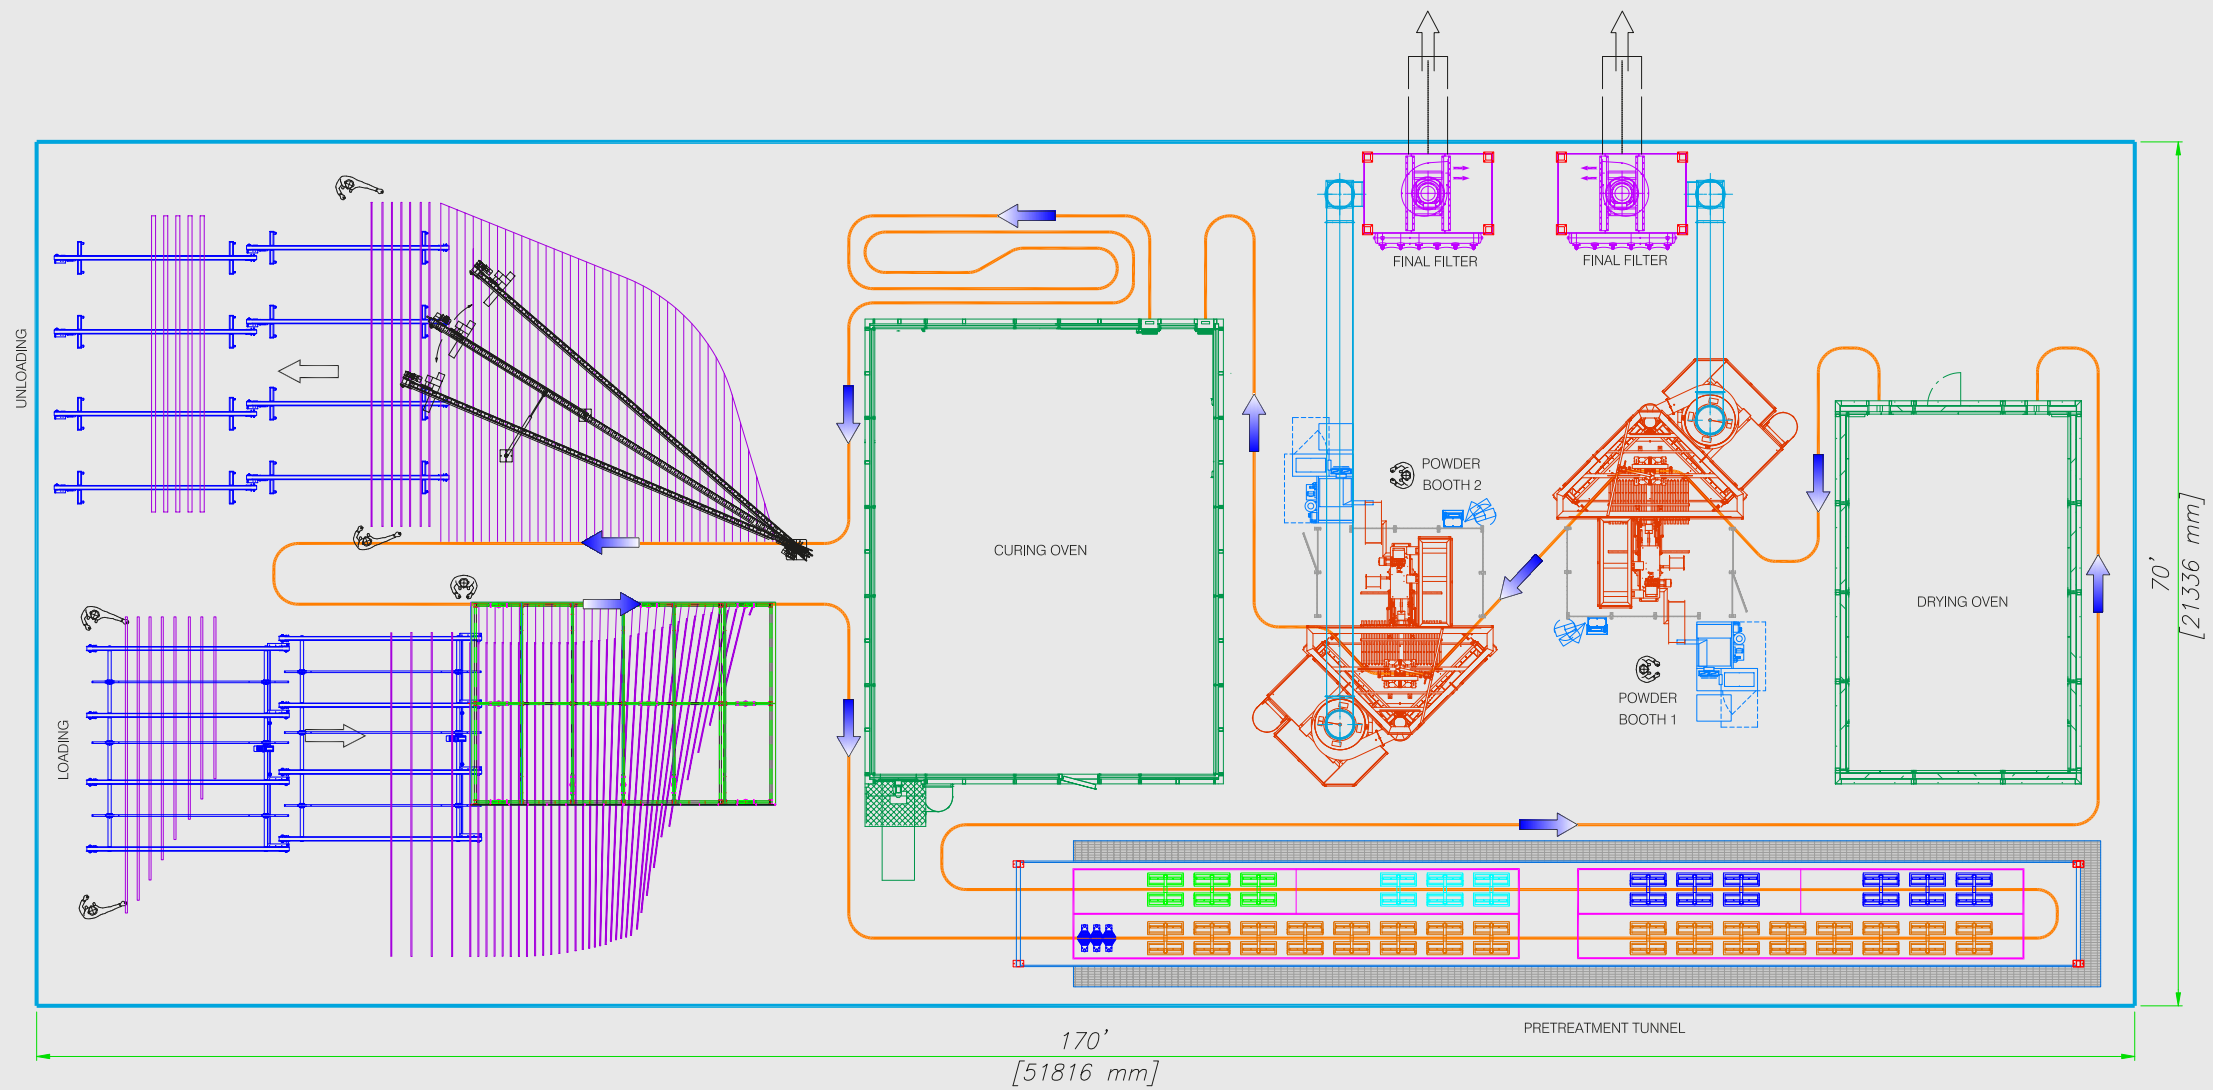 FINAL FILTER
FINAL FILTER
UNLOADING
POWDER
BOOTH 2
CURING OVEN
DRYING OVEN
70'
[21336 mm]
POWDER
BOOTH 1
LOADING
PRETREATMENT TUNNEL
170'
[51816 mm]